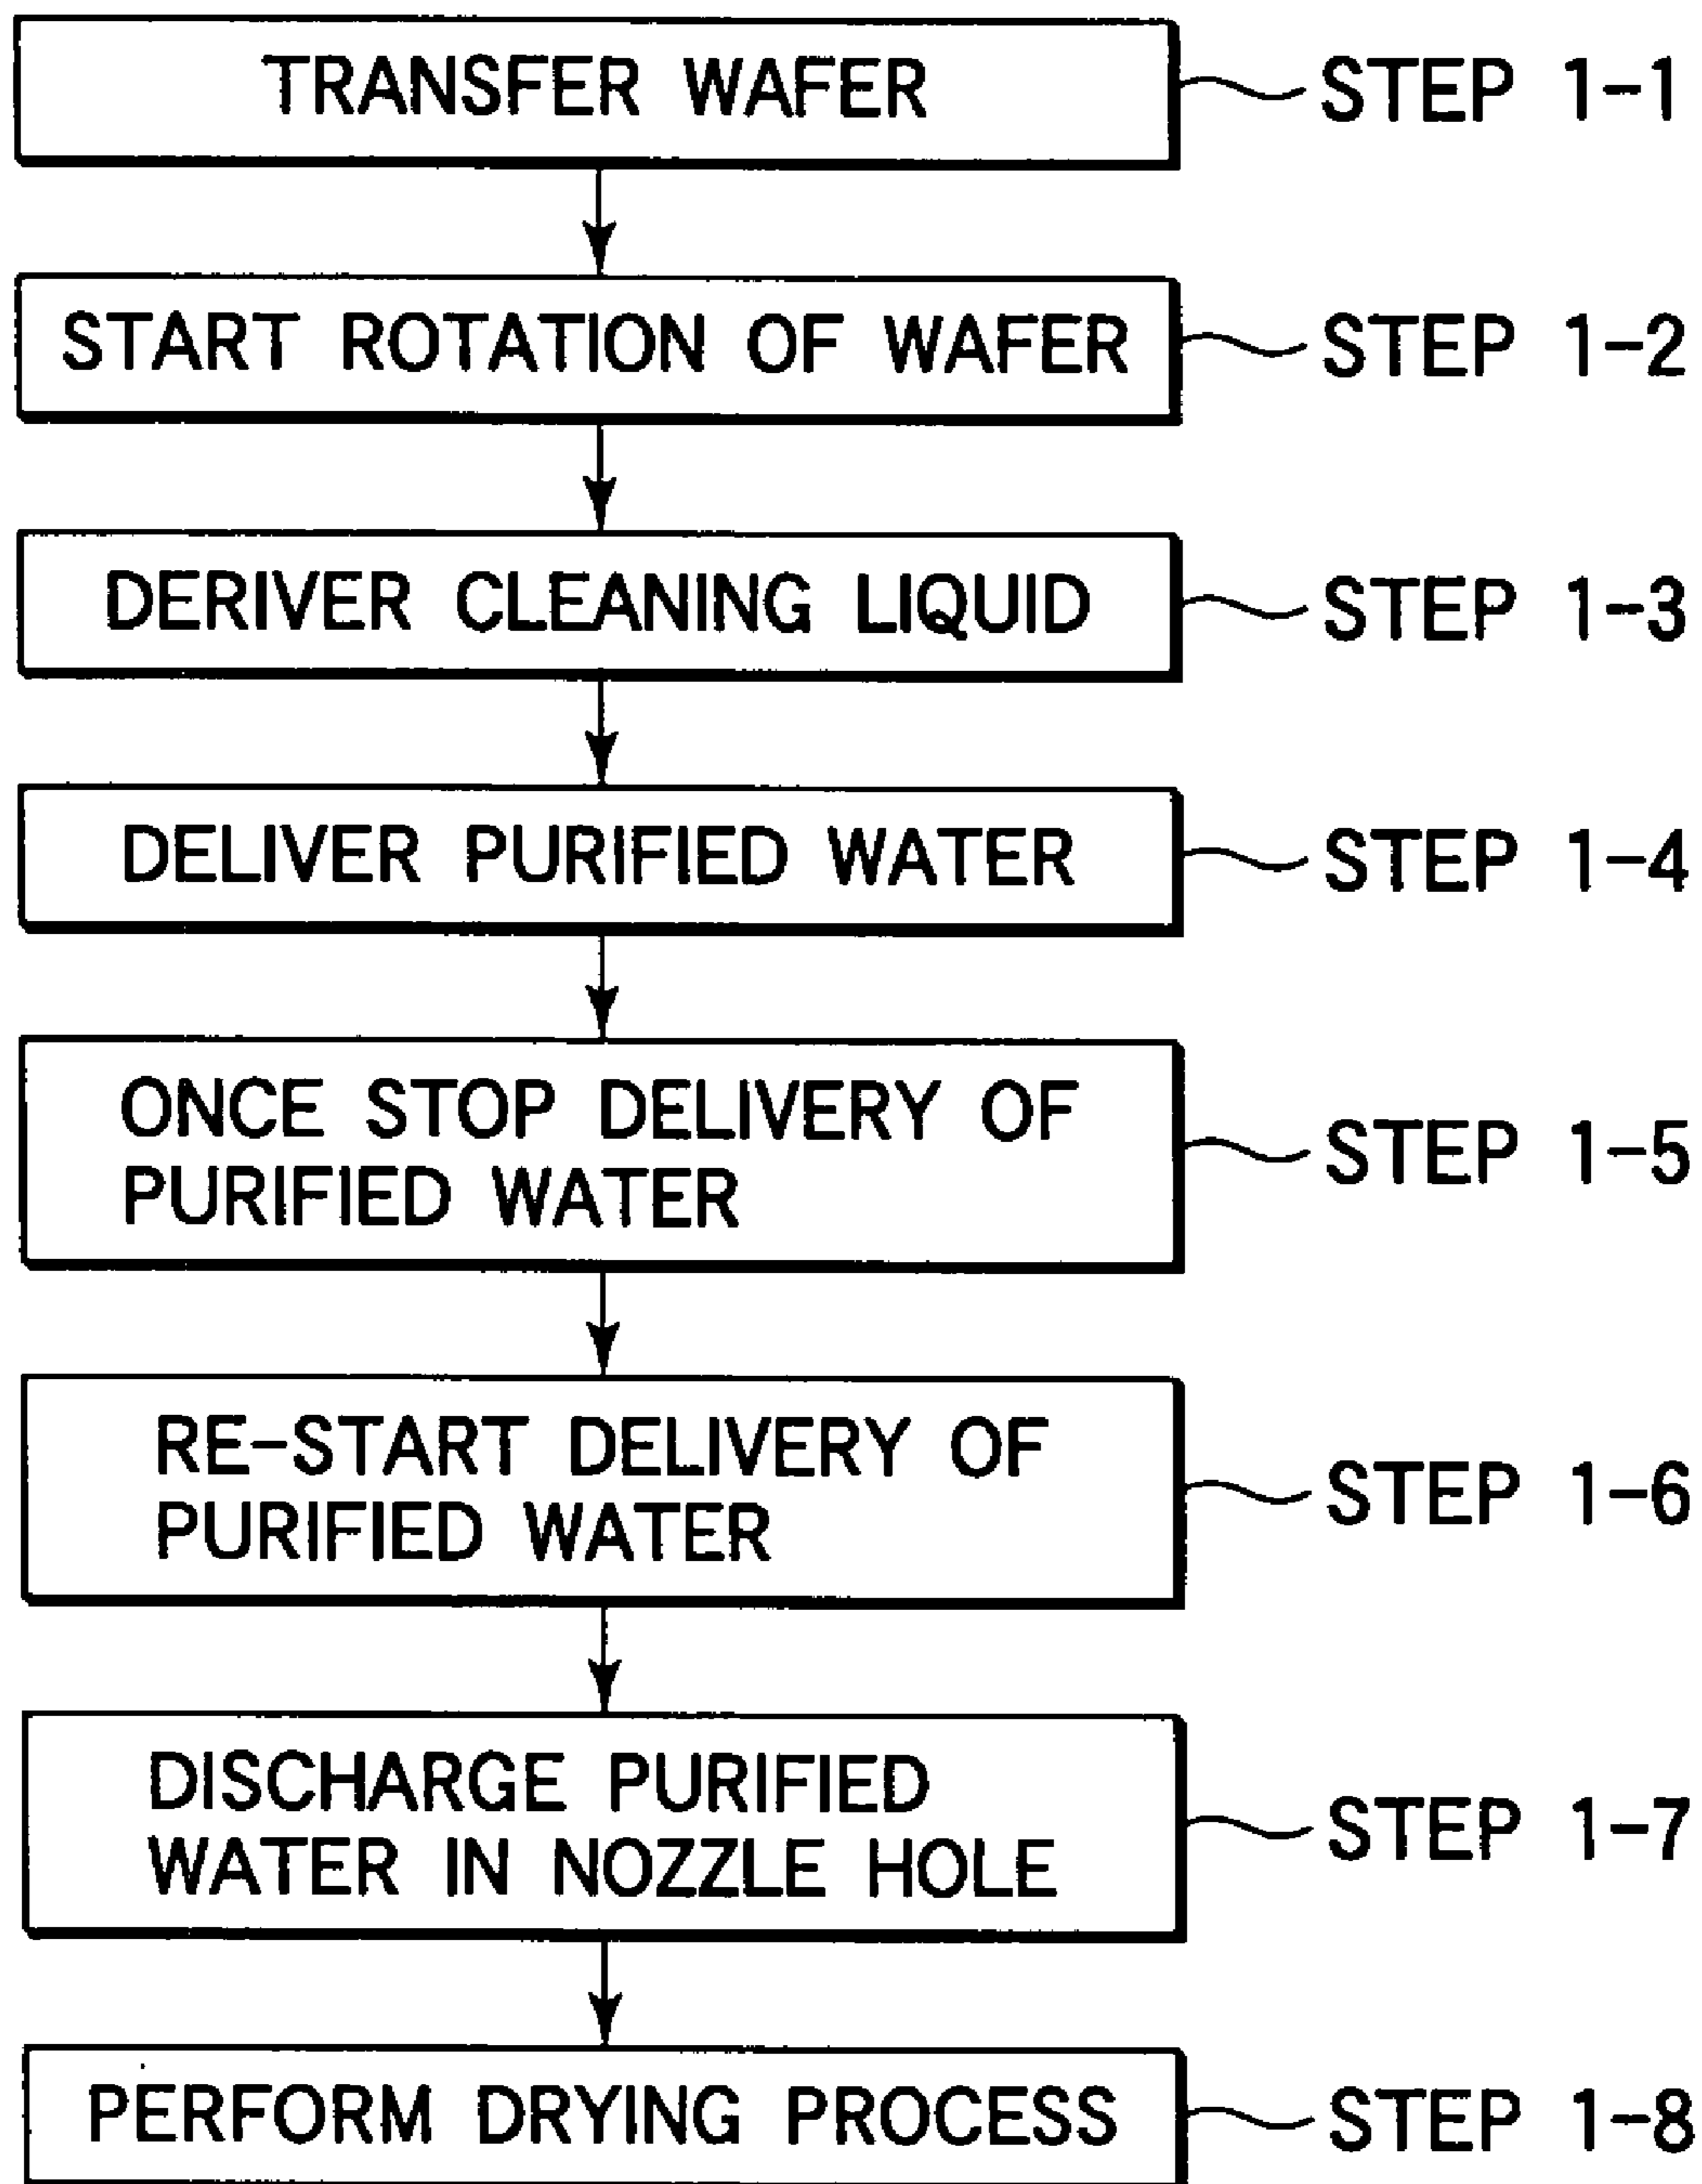 TRANSFER WAFER STEP 1-1
START ROTATION OF WAFER STEP 1-2
DERIVER CLEANING LIQUID STEP 1-3
DELIVER PURIFIED WATER STEP 1-4
ONCE STOP DELIVERY OF
PURIFIED WATER
STEP 1-5
RE-START DELIVERY OF
PURIFIED WATER
STEP 1-6
DISCHARGE PURIFIED
WATER IN NOZZLE HOLE
STEP 1-7
PERFORM DRYING PROCESS STEP 1-8